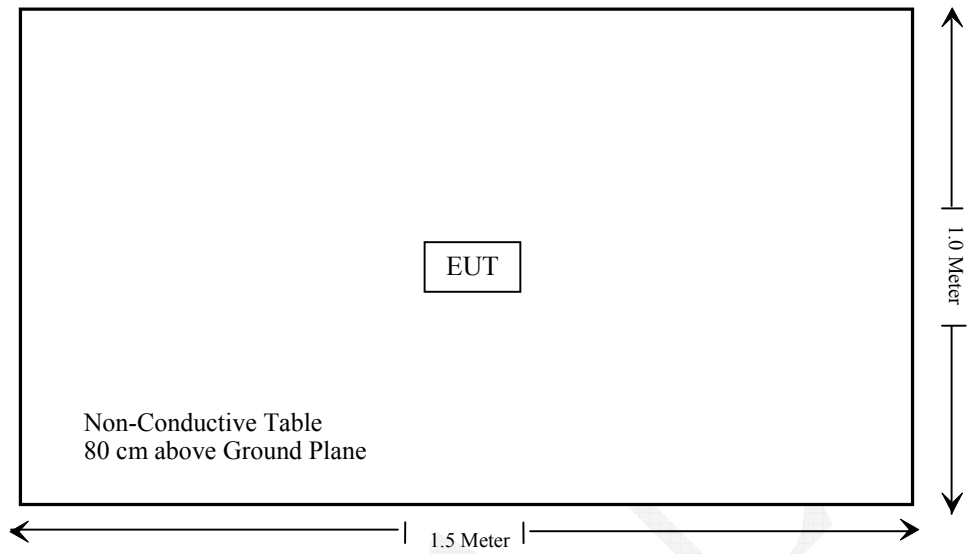 EUT
1.0 Meter
Non-Conductive Table
80 cm above Ground Plane
1.5 Meter